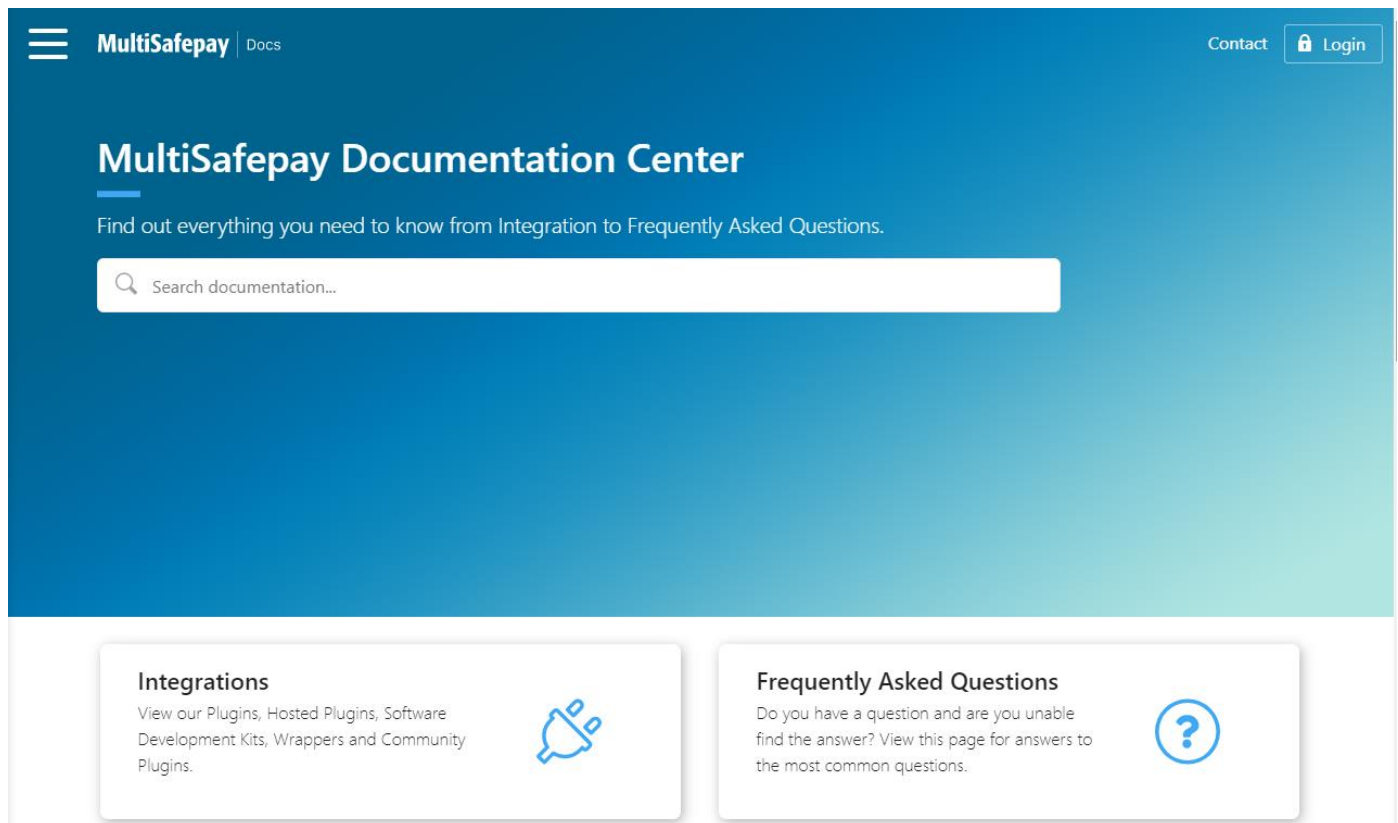 MultiSafepay Docs
Contact
Login
MultiSafepay Documentation Center
Find out everything you need to know from Integration to Frequently Asked Questions.
Search documentation...
Integrations
View our Plugins, Hosted Plugins, Software
Development Kits, Wrappers and Community
Plugins.
Frequently Asked Questions
Do you have a question and are you unable
find the answer? View this page for answers to
the most common questions.